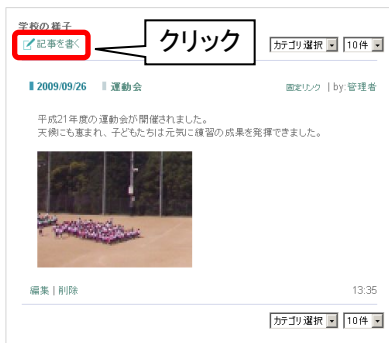 学校の様子
記事を書く
クリック
カテゴリ選択 10件
2009/09/26 運動会
固定リンク | by:管理者
平成21年度の運動会が開催されました。
天候にも恵まれ、子どもたちは元気に練習の成果を発揮できました。
編集 | 削除
13:35
カテゴリ選択 10件